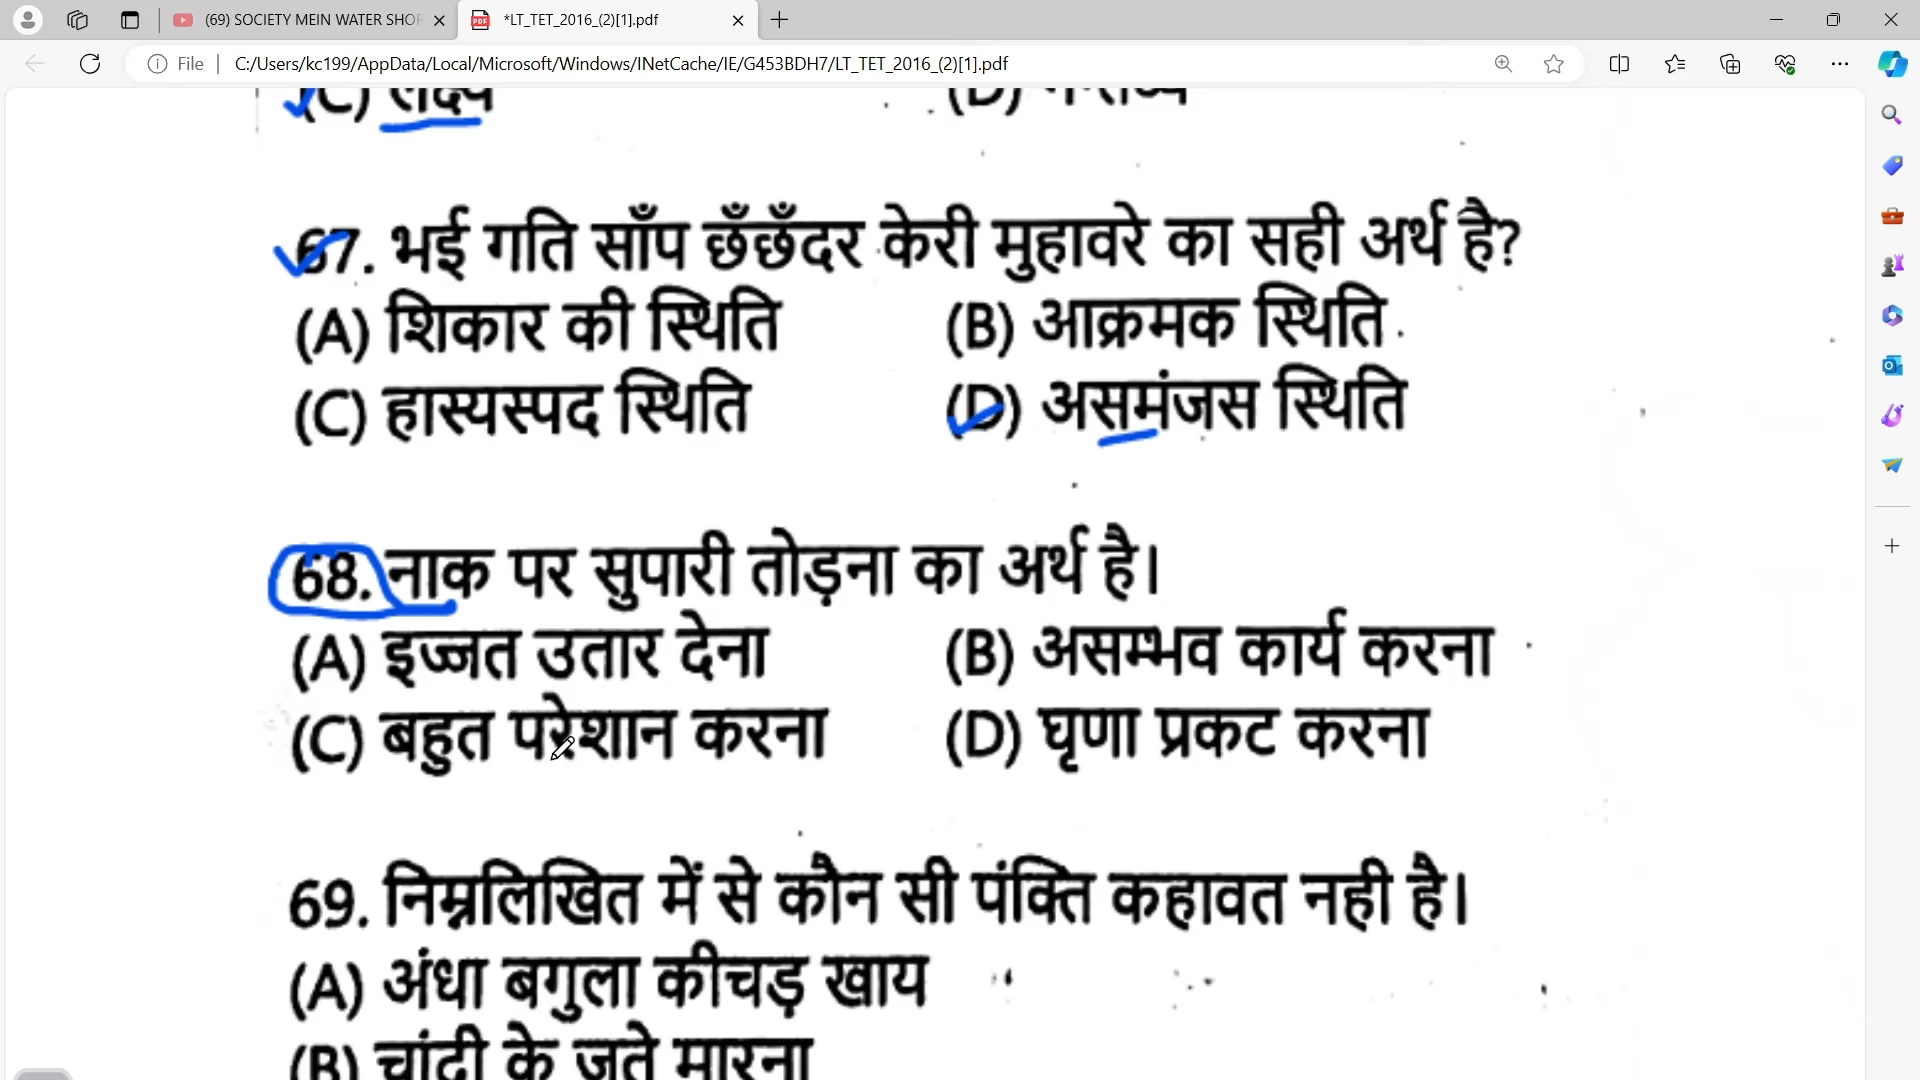 (69) SOCIETY MEIN WATER SHOR
*LT_TET_2016_(2)[1].pdf
File
C:/Users/kc199/AppData/Local/Microsoft/Windows/INetCache/IE/G453BDH7/LT_TET_2016_(2)[1].pdf
(C) लक्ष्य (D)
67. भई गति साँप छँछूँदर केरी मुहावरे का सही अर्थ है?
(A) शिकार की स्थिति (B) आक्रमक स्थिति
(C) हास्यस्पद स्थिति (D) असमंजस स्थिति
68. नाक पर सुपारी तोड़ना का अर्थ है।
(A) इज्जत उतार देना (B) असम्भव कार्य करना
(C) बहुत परेशान करना (D) घृणा प्रकट करना
69. निम्नलिखित में से कौन सी पंक्ति कहावत नही है।
(A) अंधा बगुला कीचड़ खाय
(B) चांदी के जूते मारना